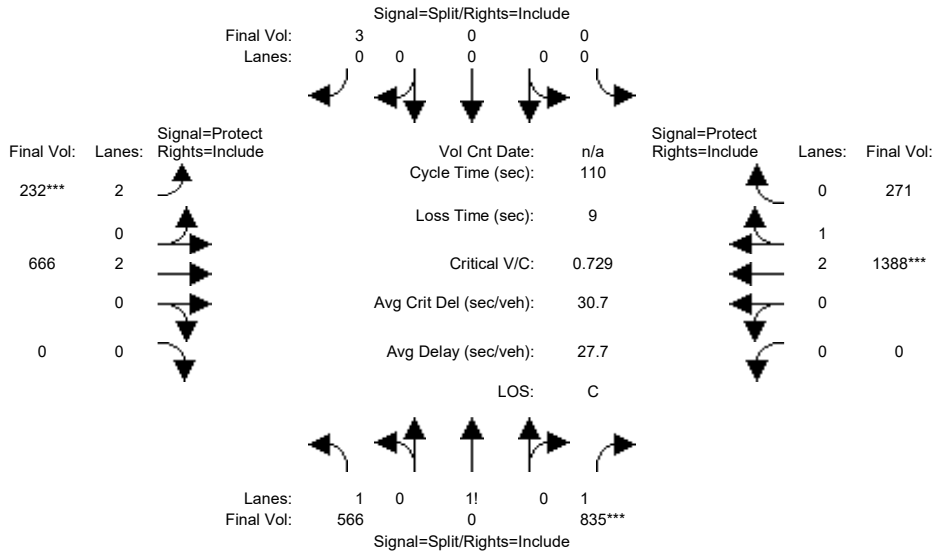 Signal=Split/Rights=Include
Final Vol: 3 0 0
Lanes: 0 0 0 0 0
Signal=Protect Signal=Protect
Final Vol: Lanes: Rights=Include Vol Cnt Date: n/a Rights=Include Lanes: Final Vol:
Cycle Time (sec): 110
232*** 2 0 271
Loss Time (sec): 9
0 1
666 2 Critical V/C: 0.729 2 1388***
0 Avg Crit Del (sec/veh): 30.7 0
0 0 Avg Delay (sec/veh): 27.7 0 0
LOS: C
Lanes: 1 0 1! 0 1
Final Vol: 566 0 835***
Signal=Split/Rights=Include